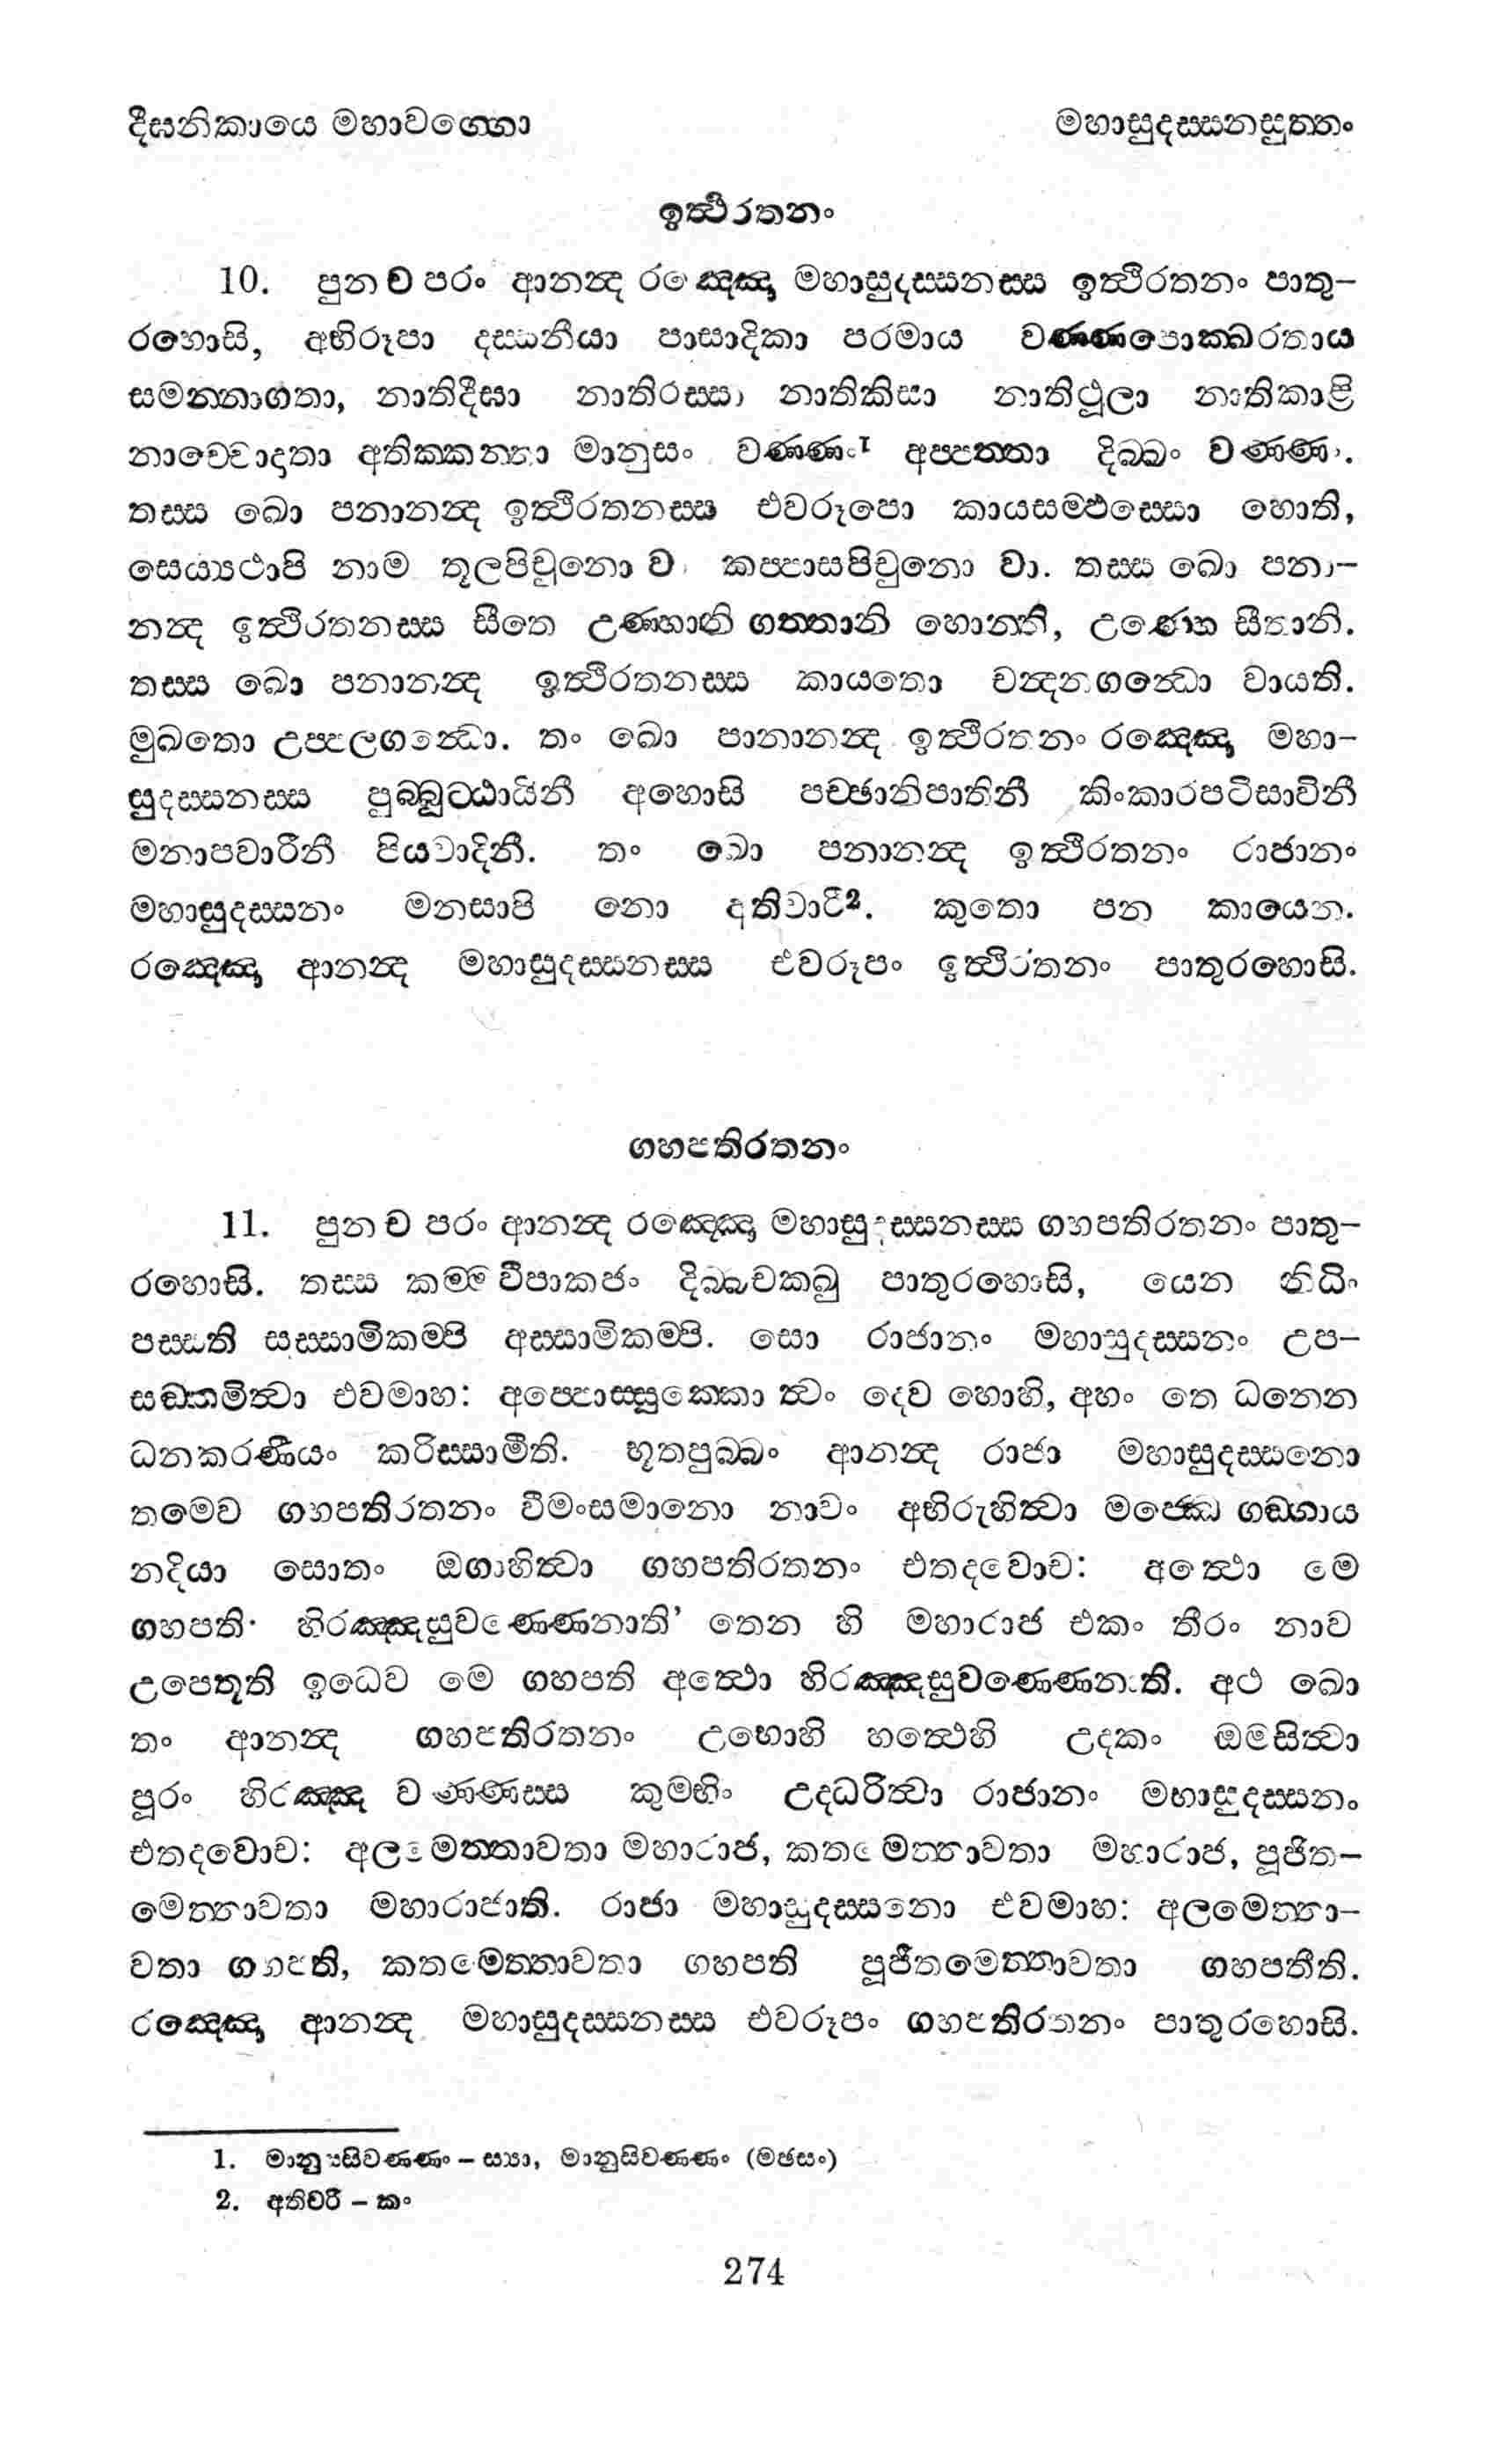 දීඝනිකායෙ මහාවග්ගො	මහාසුදස්සනසුත්තං
ඉත්ථිරතනං
10. පුන ච පරං ආනන්ද රඤ්ඤො මහාසුදස්සනස්ස ඉත්ථිරතනං පාතු-
රහොසි, අභිරූපා දස්සනීයා පාසාදිකා පරමාය වණ්ණපොක්ඛරතාය
සමන්නාගතා, නාතිදීඝා නාතිරස්සා නාතිකිසා නාතිථූලා නාතිකාළි
නාච්චොදාතා අතික්කන්තා මානුසං වණ්ණං1 අප්පත්තා දිබ්බං වණ්ණං.
තස්ස ඛො පනානන්ද ඉත්ථිරතනස්ස එවරූපො කායසම්ඵස්සො හොති,
සෙය්‍යථාපි නාම තූලපිචුනො වා කප්පාසපිචුනො වා. තස්ස ඛො පනා-
නන්ද ඉත්ථිරතනස්ස සීතෙ උණ්හානි ගත්තානි හොන්ති, උණ්හෙ සීතානි.
තස්ස ඛො පනානන්ද ඉත්ථිරතනස්ස කායතො චන්දනගන්ධො වායති.
මුඛතො උප්පලගන්ධො. තං ඛො පානානන්ද ඉත්ථිරතනං රඤ්ඤො මහා-
සුදස්සනස්ස පුබ්බුට්ඨායිනී අහොසි පච්ඡානිපාතිනී කිංකාරපටිසාවිනී
මනාපචාරිනී පියවාදිනී. තං ඛො පනානන්ද ඉත්ථිරතනං රාජානං
මහාසුදස්සනං මනසාපි නො අතිචාරී2. කුතො පන කායෙන.
රඤ්ඤො ආනන්ද මහාසුදස්සනස්ස එවරූපං ඉත්ථිරතනං පාතුරහොසි.
ගහපතිරතනං
11. පුන ච පරං ආනන්ද රඤ්ඤො මහාසුදස්සනස්ස ගහපතිරතනං පාතු-
රහොසි. තස්ස කම්මවිපාකජං දිබ්බචක්ඛු පාතුරහොසි, යෙන නිධිං
පස්සති සස්සාමිකම්පි අස්සාමිකම්පි. සො රාජානං මහාසුදස්සනං උප-
සඞ්කමිත්වා එවමාහ: අප්පොස්සුක්කො ත්වං දෙව හොහි, අහං තෙ ධනෙන
ධනකරණීයං කරිස්සාමීති. භූතපුබ්බං ආනන්ද රාජා මහාසුදස්සනො
තමෙව ගහපතිරතනං වීමංසමානො නාවං අභිරුහිත්වා මජ්ඣෙ ගඞ්ගාය
නදියා සොතං ඔගාහිත්වා ගහපතිරතනං එතදවොච: අත්ථො මෙ
ගහපති හිරඤ්ඤසුවණ්ණෙනාති’ තෙන හි මහාරාජ එකං තීරං නාව
උපෙතූති ඉධෙව මෙ ගහපති අත්ථො හිරඤ්ඤසුවණ්ණෙනාති. අථ ඛො
තං ආනන්ද ගහපතිරතනං උභොහි හත්ථෙහි උදකං ඔමසිත්වා
පූරං හිරඤ්ඤ වණ්ණස්ස කුම්භිං උද්ධරිත්වා රාජානං මහාසුදස්සනං
එතදවොච: අලමෙත්තාවතා මහාරාජ, කතමෙත්තාවතා මහාරාජ, පූජිත-
මෙත්තාවතා මහාරාජාති. රාජා මහාසුදස්සනො එවමාහ: අලමෙත්තා-
වතා ගහපති, කතමෙත්තාවතා ගහපති පූජිතමෙත්තාවතා ගහපතීති.
රඤ්ඤො ආනන්ද මහාසුදස්සනස්ස එවරූපං ගහපතිරතනං පාතුරහොසි.
1. මානුස්සිවණ්ණං – ස්‍යා, මානුසිවණ්ණං (මඡසං)
2. අතිචරී – කං
274